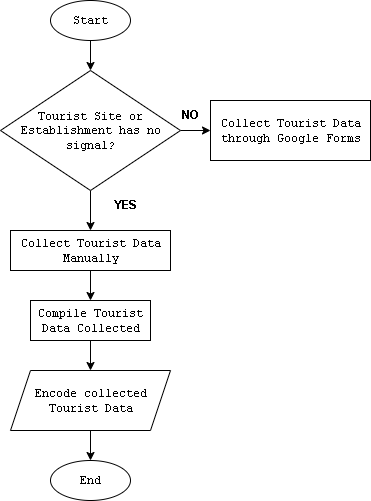 Start
Tourist Site or
Establishment has no
signal?
NO
Collect Tourist Data
through Google Forms
YES
Collect Tourist Data
Manually
Compile Tourist
Data Collected
Encode collected
Tourist Data
End